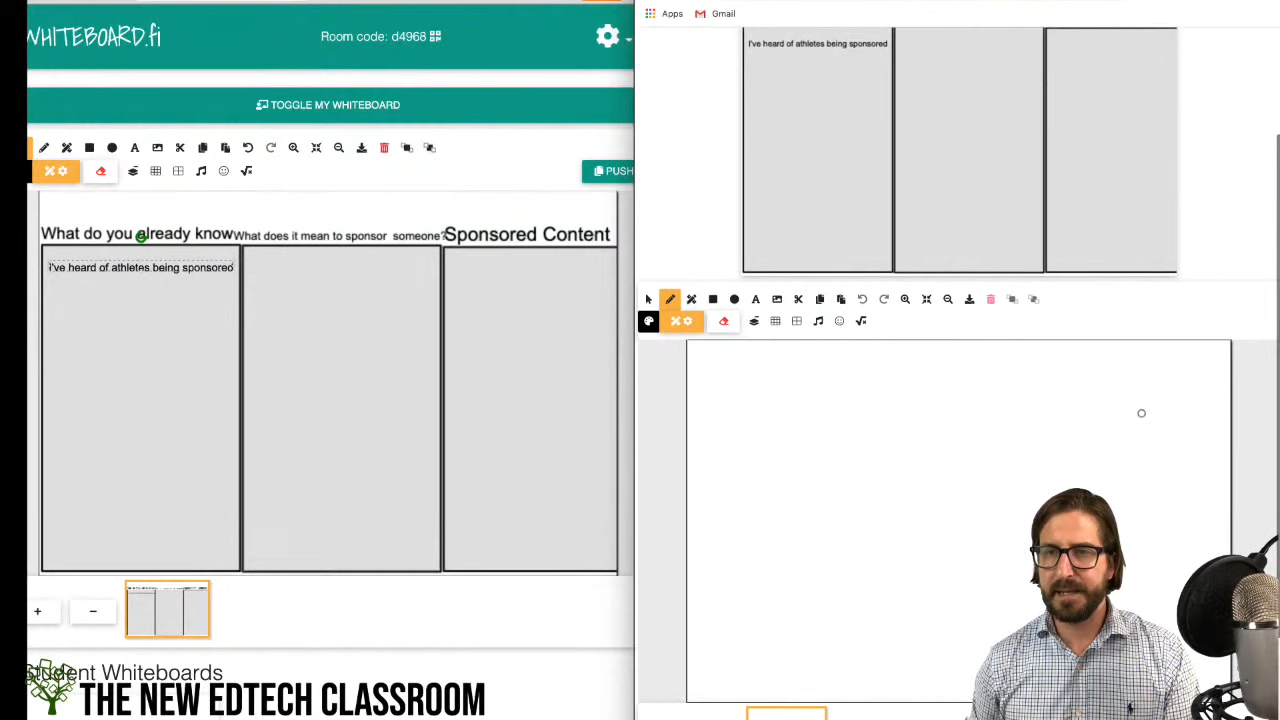 WHITEBOARD.fi
Room code: d4968
TOGGLE MY WHITEBOARD
PUSH
What do you already know
What does it mean to sponsor someone?
Sponsored Content
I've heard of athletes being sponsored
Student Whiteboards
THE NEW EDTECH CLASSROOM
Apps
Gmail
I've heard of athletes being sponsored